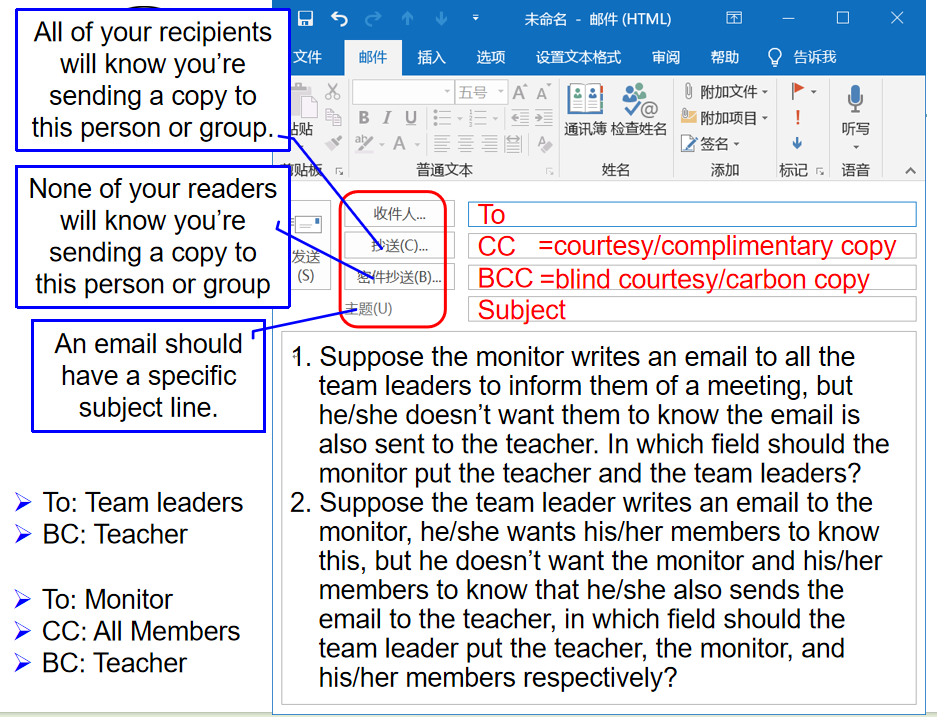 未命名 - 邮件 (HTML)
文件 邮件 插入 选项 设置文本格式 审阅 帮助 告诉我
All of your recipients
will know you're
sending a copy to
this person or group.
五号 A A
B I U
通讯簿 检查姓名
附加文件
附加项目
签名
听写
剪贴板 普通文本 姓名 添加 标记 语音
None of your readers
will know you're
sending a copy to
this person or group
发送
(S)
收件人... To
抄送(C)... CC =courtesy/complimentary copy
密件抄送(B)... BCC =blind courtesy/carbon copy
主题(U) Subject
An email should
have a specific
subject line.
1. Suppose the monitor writes an email to all the
team leaders to inform them of a meeting, but
he/she doesn't want them to know the email is
also sent to the teacher. In which field should the
monitor put the teacher and the team leaders?
2. Suppose the team leader writes an email to the
monitor, he/she wants his/her members to know
this, but he doesn't want the monitor and his/her
members to know that he/she also sends the
email to the teacher, in which field should the
team leader put the teacher, the monitor, and
his/her members respectively?
To: Team leaders
BC: Teacher
To: Monitor
CC: All Members
BC: Teacher